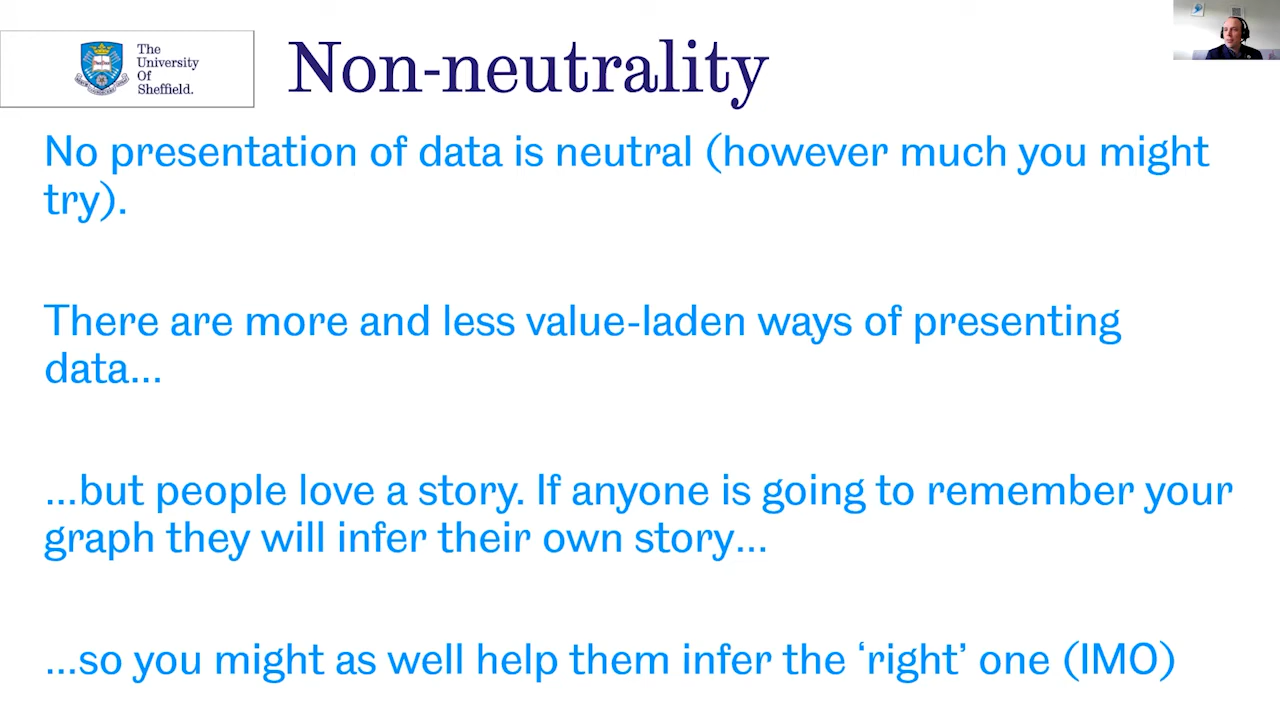 The
University
Of
Sheffield.
Non-neutrality
No presentation of data is neutral (however much you might
try).
There are more and less value-laden ways of presenting
data...
...but people love a story. If anyone is going to remember your
graph they will infer their own story...
...so you might as well help them infer the ‘right’ one (IMO)